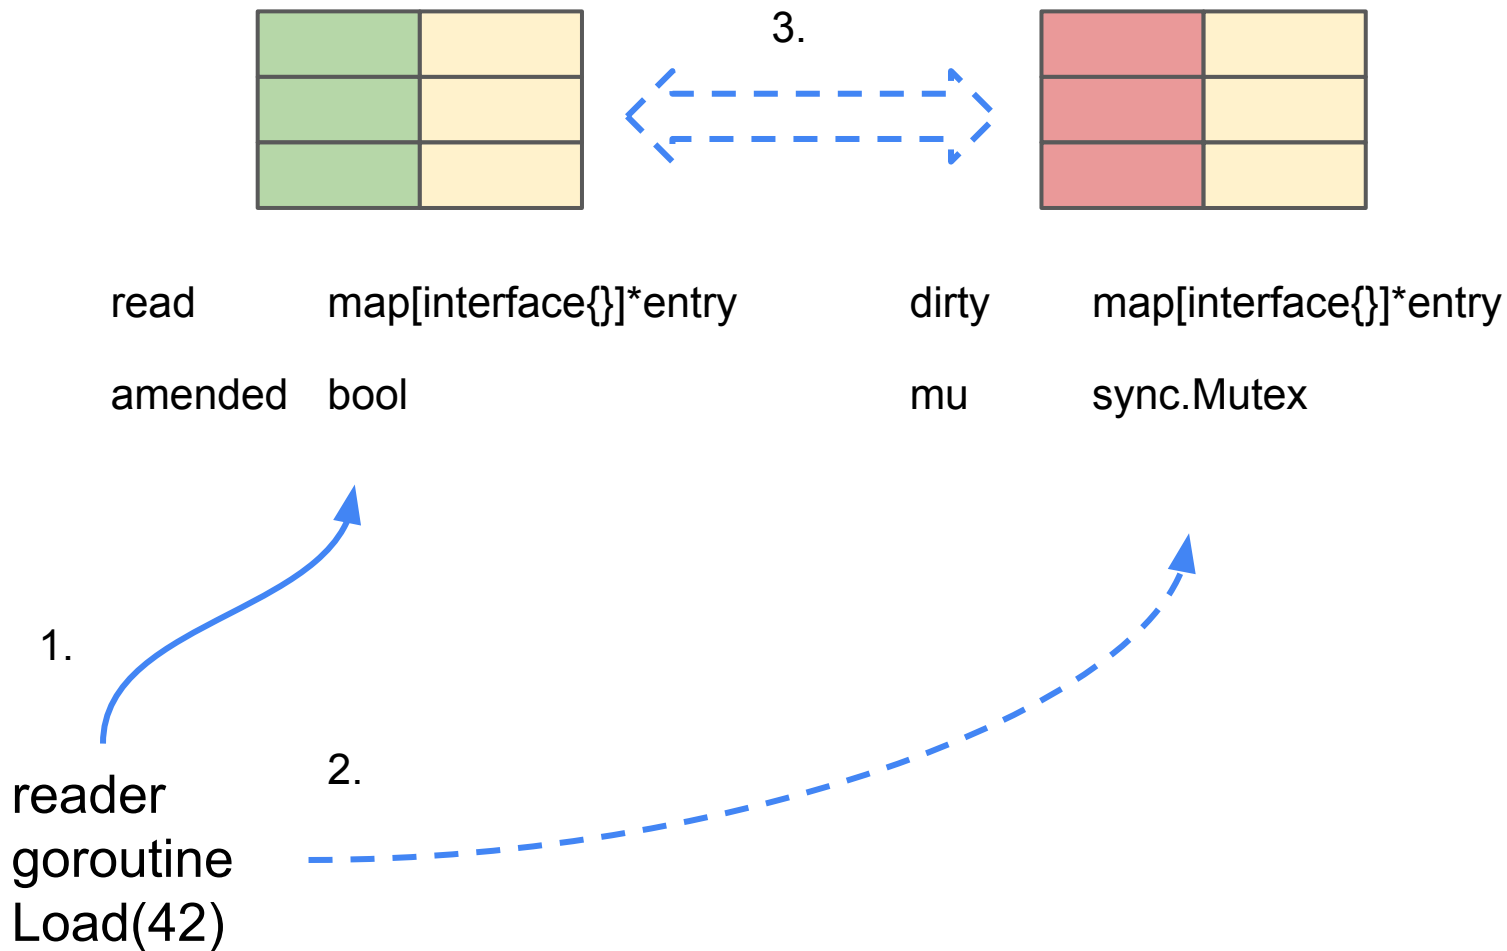 3.
read map[interface{}]*entry dirty map[interface{}]*entry
amended bool mu sync.Mutex
1.
2.
reader
goroutine
Load(42)